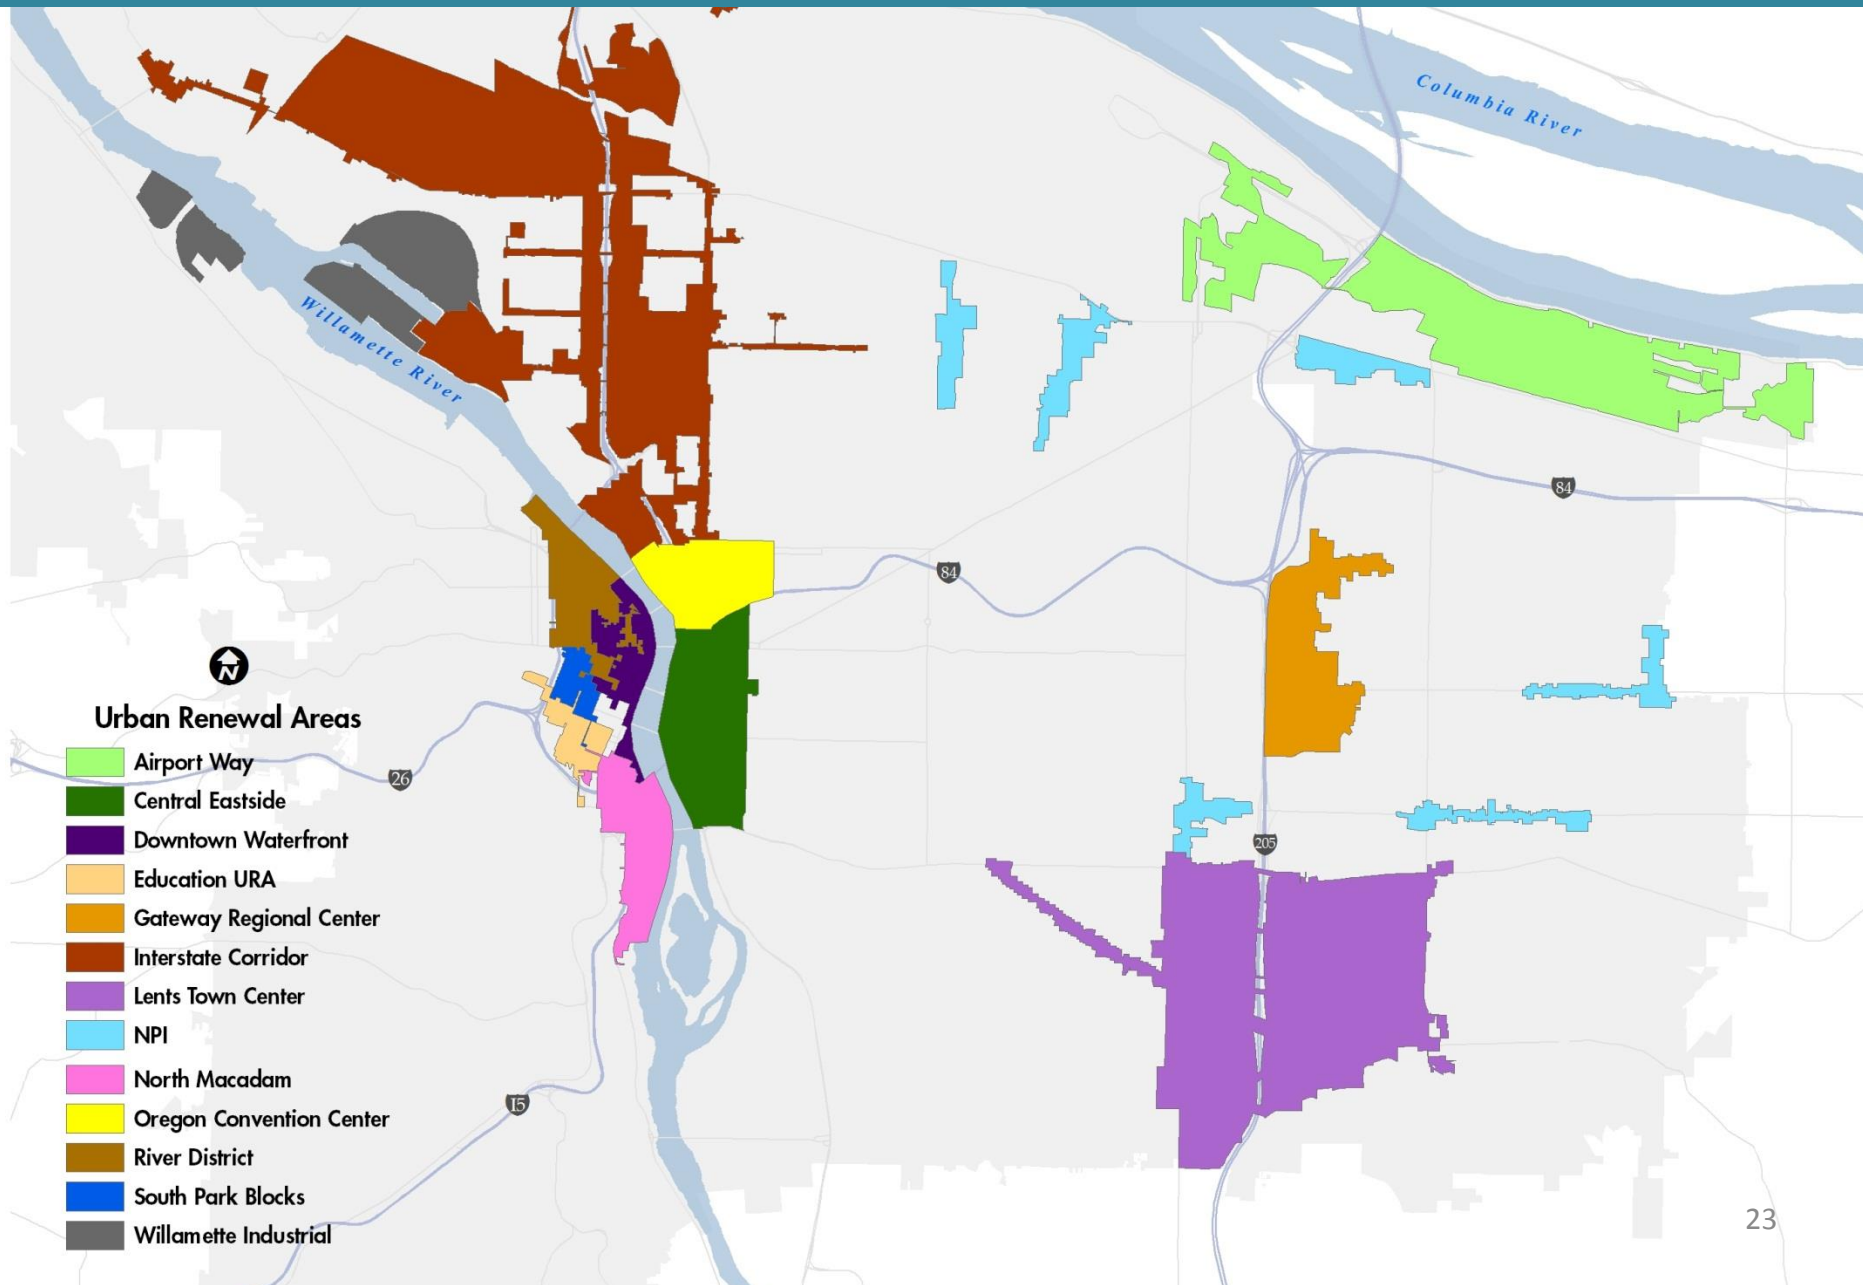 Columbia River
Willamette River
84
84
N
Urban Renewal Areas
Airport Way
26
Central Eastside
Downtown Waterfront
205
Education URA
Gateway Regional Center
Interstate Corridor
Lents Town Center
NPI
North Macadam
I5
Oregon Convention Center
River District
South Park Blocks
Willamette Industrial
23